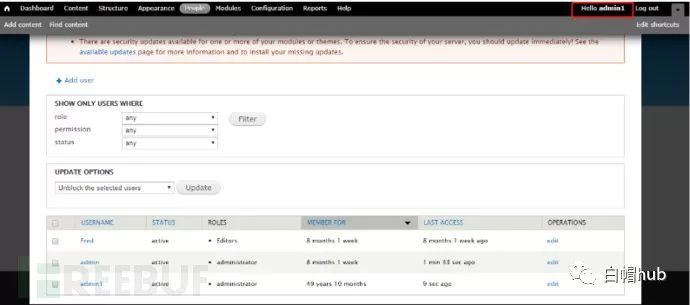 Dashboard Content Structure Appearance People Modules Configuration Reports Help Hello admin1 Log out
Add content Find content Edit shortcuts
• There are security updates available for one or more of your modules or themes. To ensure the security of your server, you should update immediately! See the
available updates page for more information and to install your missing updates.
+ Add user
SHOW ONLY USERS WHERE
role any Filter
permission any
status any
UPDATE OPTIONS
Unblock the selected users Update
USERNAME STATUS ROLES MEMBER FOR LAST ACCESS OPERATIONS
Fred active • Editors 8 months 1 week 8 months 1 week ago edit
admin active • administrator 8 months 1 week 1 min 33 sec ago edit
admin1 active • administrator 49 years 10 months 9 sec ago edit
FREEBUF
白帽hub